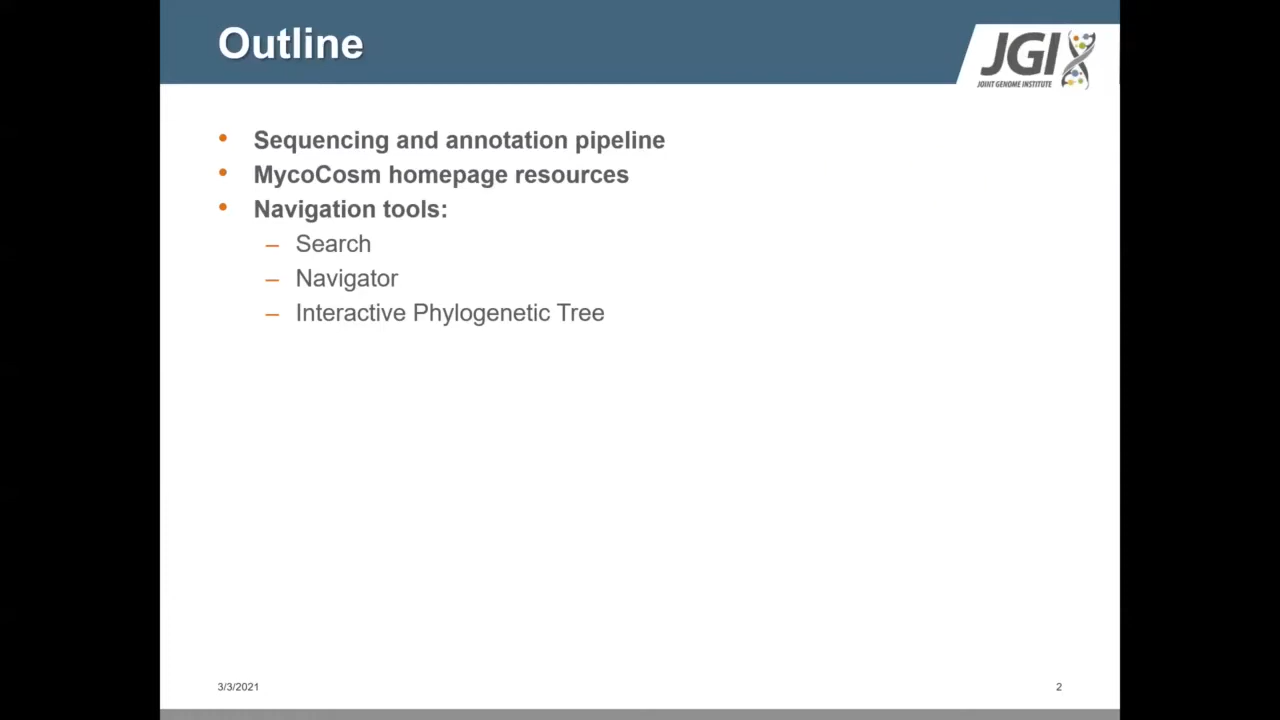 Outline
JGI
JOINT GENOME INSTITUTE
• Sequencing and annotation pipeline
• MycoCosm homepage resources
• Navigation tools:
– Search
– Navigator
– Interactive Phylogenetic Tree
3/3/2021
2